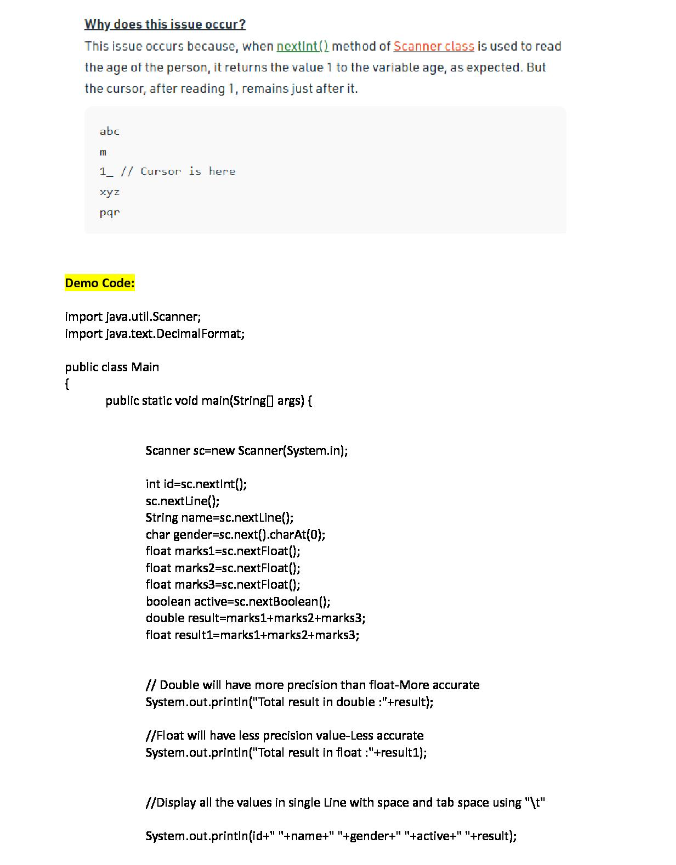 Why does this issue occur?
This issue occurs because, when nextInt() method of Scanner class is used to read
the age of the person, it returns the value 1 to the variable age, as expected. But
the cursor, after reading 1, remains just after it.
abc
m
1_ // Cursor is here
xyz
pqr
Demo Code:
import java.util.Scanner;
import java.text.DecimalFormat;
public class Main
{
public static void main(String[] args) {
Scanner sc=new Scanner(System.in);
int id=sc.nextInt();
sc.nextLine();
String name=sc.nextLine();
char gender=sc.next().charAt(0);
float marks1=sc.nextFloat();
float marks2=sc.nextFloat();
float marks3=sc.nextFloat();
boolean active=sc.nextBoolean();
double result=marks1+marks2+marks3;
float result1=marks1+marks2+marks3;
// Double will have more precision than float-More accurate
System.out.println("Total result in double :"+result);
//Float will have less precision value-Less accurate
System.out.println("Total result in float :"+result1);
//Display all the values in single Line with space and tab space using "\t"
System.out.println(id+" "+name+" "+gender+" "+active+" "+result);